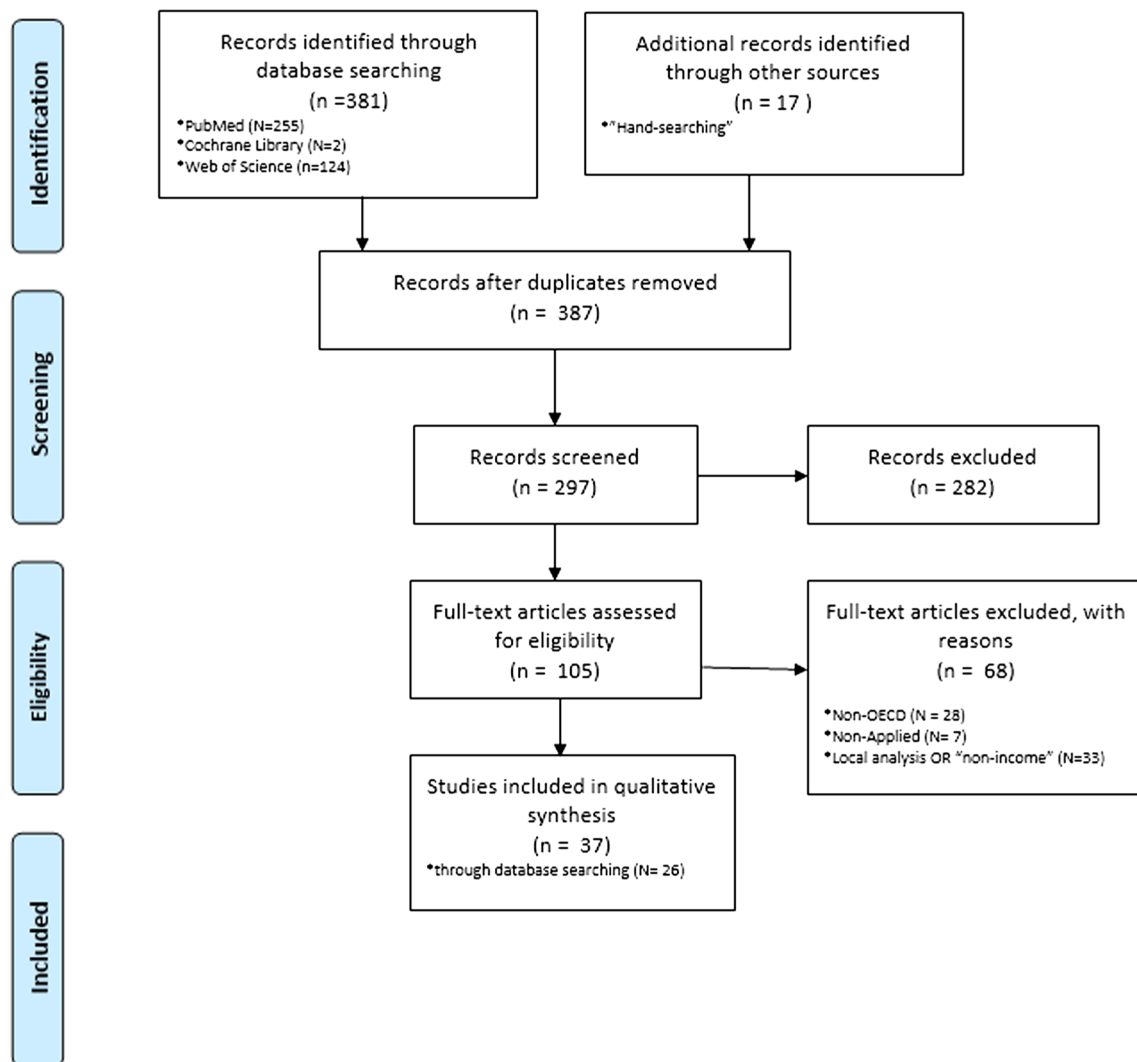 Identification
Records identified through
database searching
(n =381)
*PubMed (N=255)
*Cochrane Library (N=2)
*Web of Science (n=124)
Additional records identified
through other sources
(n = 17 )
*"Hand-searching"
Records after duplicates removed
(n = 387)
Screening
Records screened
(n = 297)
Records excluded
(n = 282)
Eligibility
Full-text articles assessed
for eligibility
(n = 105)
Full-text articles excluded, with
reasons
(n = 68)
*Non-OECD (N = 28)
*Non-Applied (N= 7)
*Local analysis OR "non-income" (N=33)
Included
Studies included in qualitative
synthesis
(n = 37)
*through database searching (N= 26)